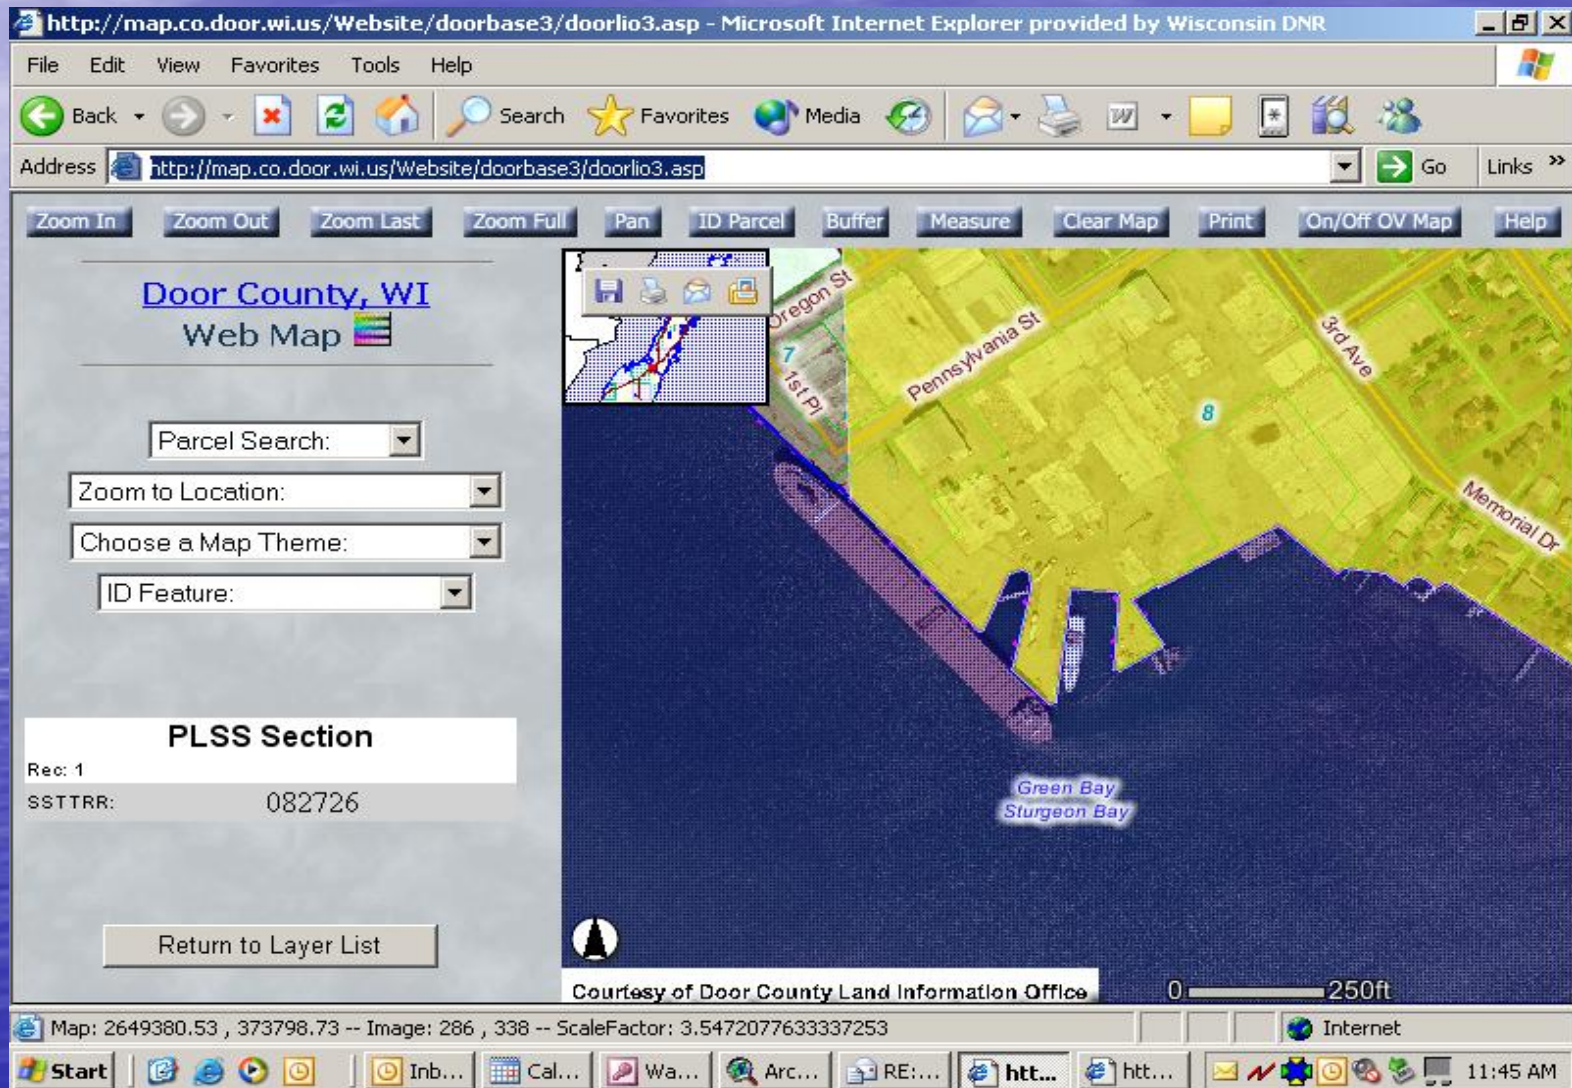 http://map.co.door.wi.us/Website/doorbase3/doorlio3.asp - Microsoft Internet Explorer provided by Wisconsin DNR
File Edit View Favorites Tools Help
Back Search Favorites Media
Address http://map.co.door.wi.us/Website/doorbase3/doorlio3.asp Go Links »
Zoom In Zoom Out Zoom Last Zoom Full Pan ID Parcel Buffer Measure Clear Map Print On/Off OV Map Help
Door County, WI
Web Map
Parcel Search:
Zoom to Location:
Choose a Map Theme:
ID Feature:
PLSS Section
Rec: 1
SSTTRR: 082726
Return to Layer List
Oregon St
7
1st Pl
Pennsylvania St
3rd Ave
8
Memorial Dr
Green Bay
Sturgeon Bay
Courtesy of Door County Land Information Office
0 250ft
Map: 2649380.53 , 373798.73 -- Image: 286 , 338 -- ScaleFactor: 3.5472077633337253
Internet
Start Inb... Cal... Wa... Arc... RE:... htt... htt... 11:45 AM